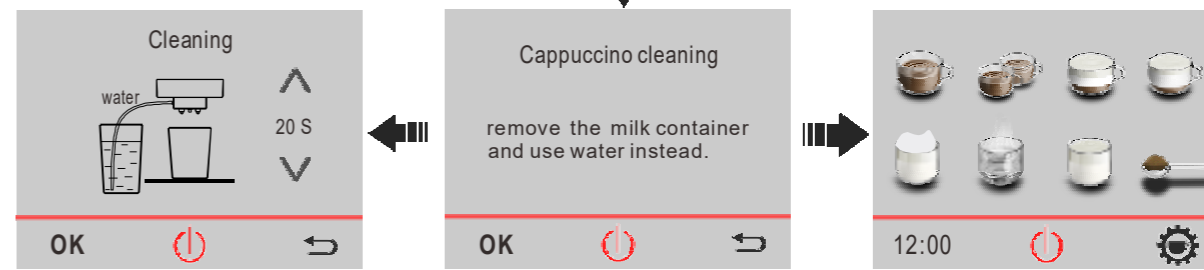 Cleaning
water
20 S
OK
Cappuccino cleaning
remove the milk container
and use water instead.
OK
12:00